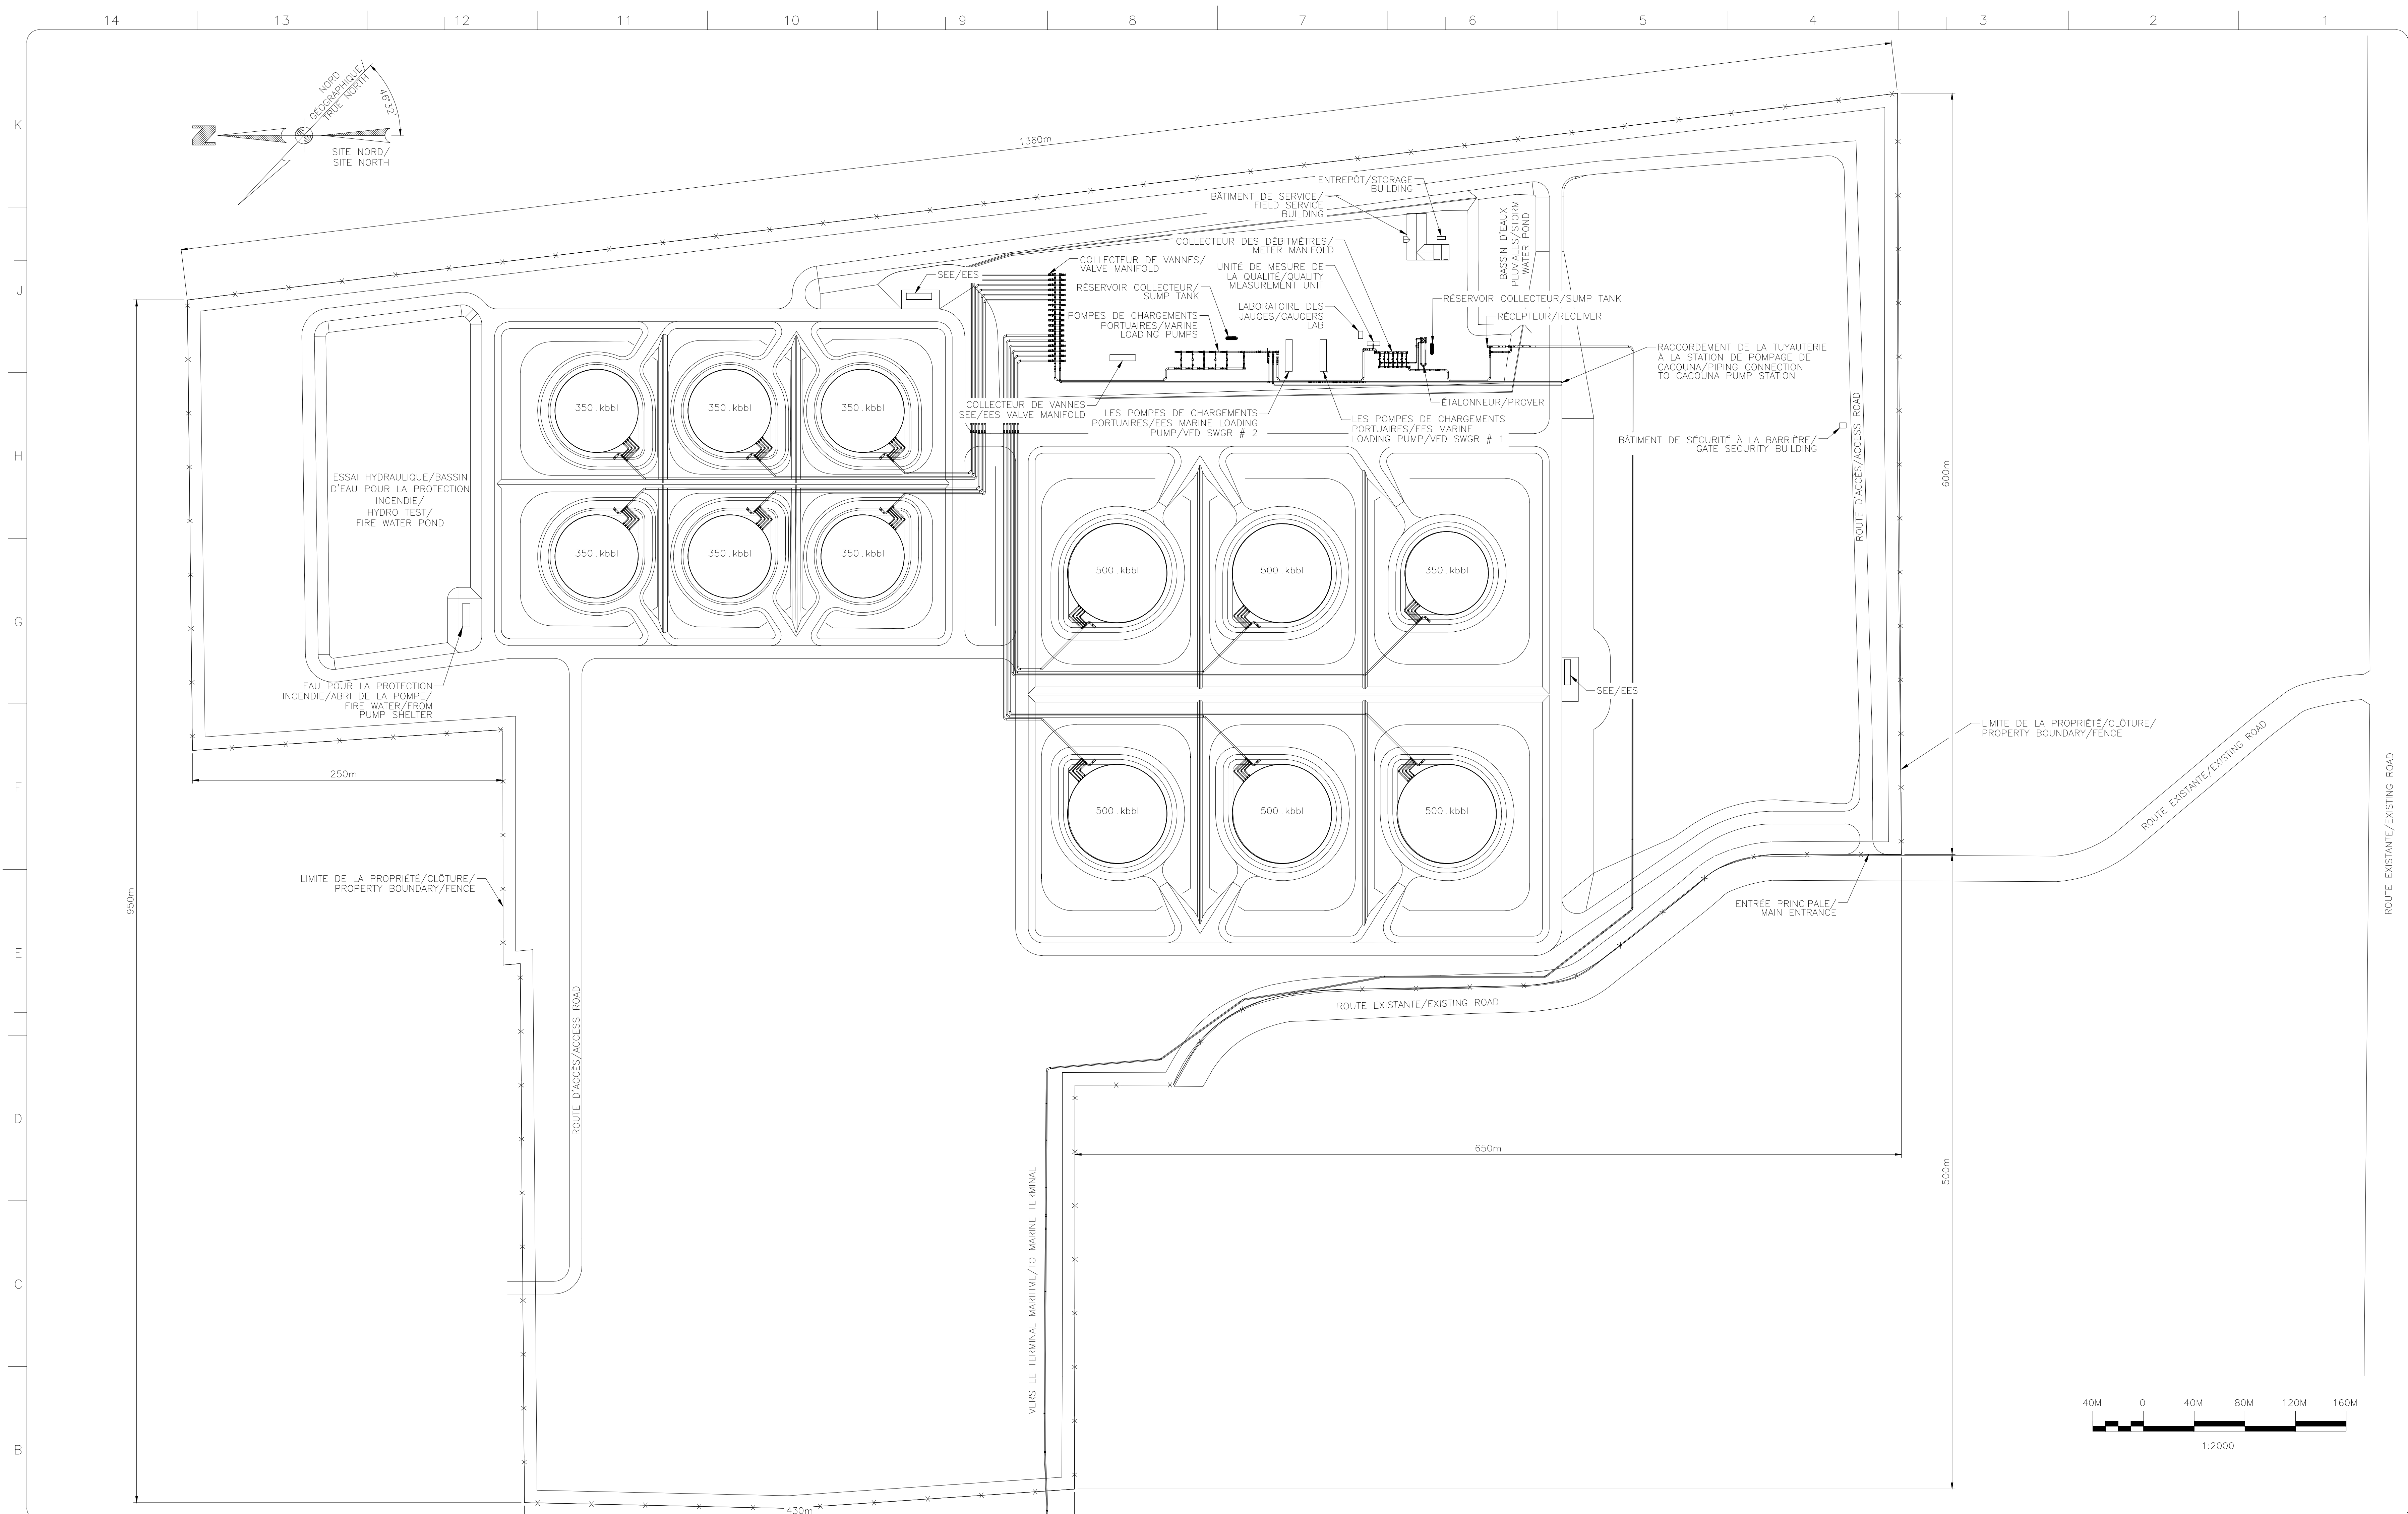 14 13 12 11 10 9 8 7 6 5 4 3 2 1
K
J
H
G
F
E
D
C
B
NORD
GÉOGRAPHIQUE/
TRUE NORTH
46°32'
N
SITE NORD/
SITE NORTH
1360m
ENTREPÔT/STORAGE
BUILDING
BÂTIMENT DE SERVICE/
FIELD SERVICE
BUILDING
BASSIN D'EAUX
PLUVIALES/STORM
WATER POND
COLLECTEUR DES DÉBITMÈTRES/
METER MANIFOLD
COLLECTEUR DE VANNES/
VALVE MANIFOLD
UNITÉ DE MESURE DE
LA QUALITÉ/QUALITY
MEASUREMENT UNIT
SEE/EES
RÉSERVOIR COLLECTEUR/
SUMP TANK
LABORATOIRE DES
JAUGES/GAUGERS
LAB
RÉSERVOIR COLLECTEUR/SUMP TANK
RÉCEPTEUR/RECEIVER
POMPES DE CHARGEMENTS
PORTUAIRES/MARINE
LOADING PUMPS
RACCORDEMENT DE LA TUYAUTERIE
À LA STATION DE POMPAGE DE
CACOUNA/PIPING CONNECTION
TO CACOUNA PUMP STATION
COLLECTEUR DE VANNES
SEE/EES VALVE MANIFOLD
LES POMPES DE CHARGEMENTS
PORTUAIRES/EES MARINE LOADING
PUMP/VFD SWGR # 2
LES POMPES DE CHARGEMENTS
PORTUAIRES/EES MARINE
LOADING PUMP/VFD SWGR # 1
ÉTALONNEUR/PROVER
BÂTIMENT DE SÉCURITÉ À LA BARRIÈRE/
GATE SECURITY BUILDING
ROUTE D'ACCÈS/ACCESS ROAD
600m
350 kbbl
350 kbbl
350 kbbl
ESSAI HYDRAULIQUE/BASSIN
D'EAU POUR LA PROTECTION
INCENDIE/
HYDRO TEST/
FIRE WATER POND
350 kbbl
350 kbbl
350 kbbl
500 kbbl
500 kbbl
350 kbbl
EAU POUR LA PROTECTION
INCENDIE/ABRI DE LA POMPE/
FIRE WATER/FROM
PUMP SHELTER
SEE/EES
LIMITE DE LA PROPRIÉTÉ/CLÔTURE/
PROPERTY BOUNDARY/FENCE
250m
500 kbbl
500 kbbl
500 kbbl
ROUTE EXISTANTE/EXISTING ROAD
ROUTE EXISTANTE/EXISTING ROAD
LIMITE DE LA PROPRIÉTÉ/CLÔTURE/
PROPERTY BOUNDARY/FENCE
950m
ENTRÉE PRINCIPALE/
MAIN ENTRANCE
ROUTE EXISTANTE/EXISTING ROAD
ROUTE D'ACCÈS/ACCESS ROAD
650m
500m
VERS LE TERMINAL MARITIME/TO MARINE TERMINAL
430m
40M 0 40M 80M 120M 160M
1:2000